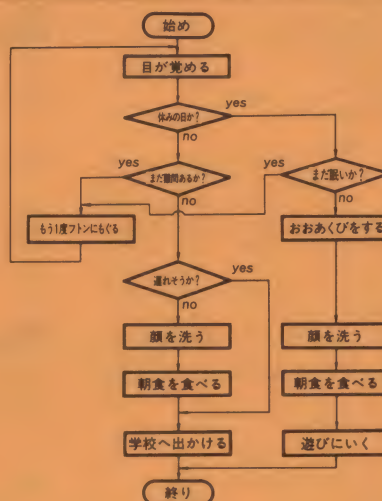 始め
目が覚める
休みの日か?
yes
no
yes
まだ時間あるか?
no
yes
まだ眠いか?
no
もう1度フトンにもぐる
おおあくびをする
遅れそうか?
yes
no
顔を洗う
顔を洗う
朝食を食べる
朝食を食べる
学校へ出かける
遊びにいく
終り